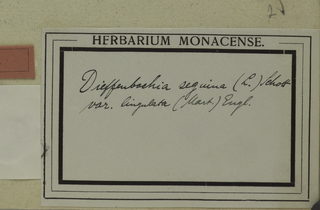 HERBARIUM MONACENSE.
Dieffenbachia seguina (L.) Schott
var. lingulata (Mart.) Engl.